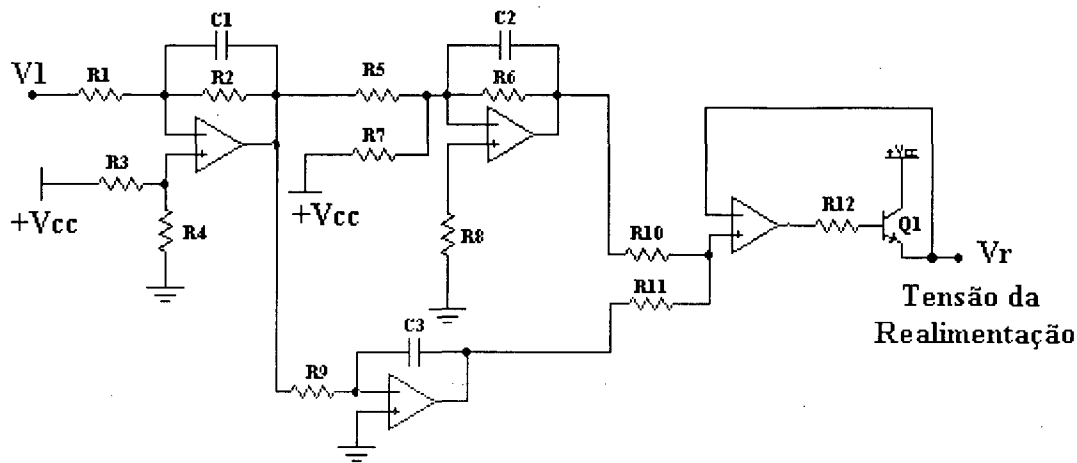 C1
C2
V1
R1
R2
R5
R6
R3
R7
+Vcc
R4
+Vcc
R8
+Vcc
R12
Q1
R10
Vr
R11
Tensão da
Realimentação
C3
R9